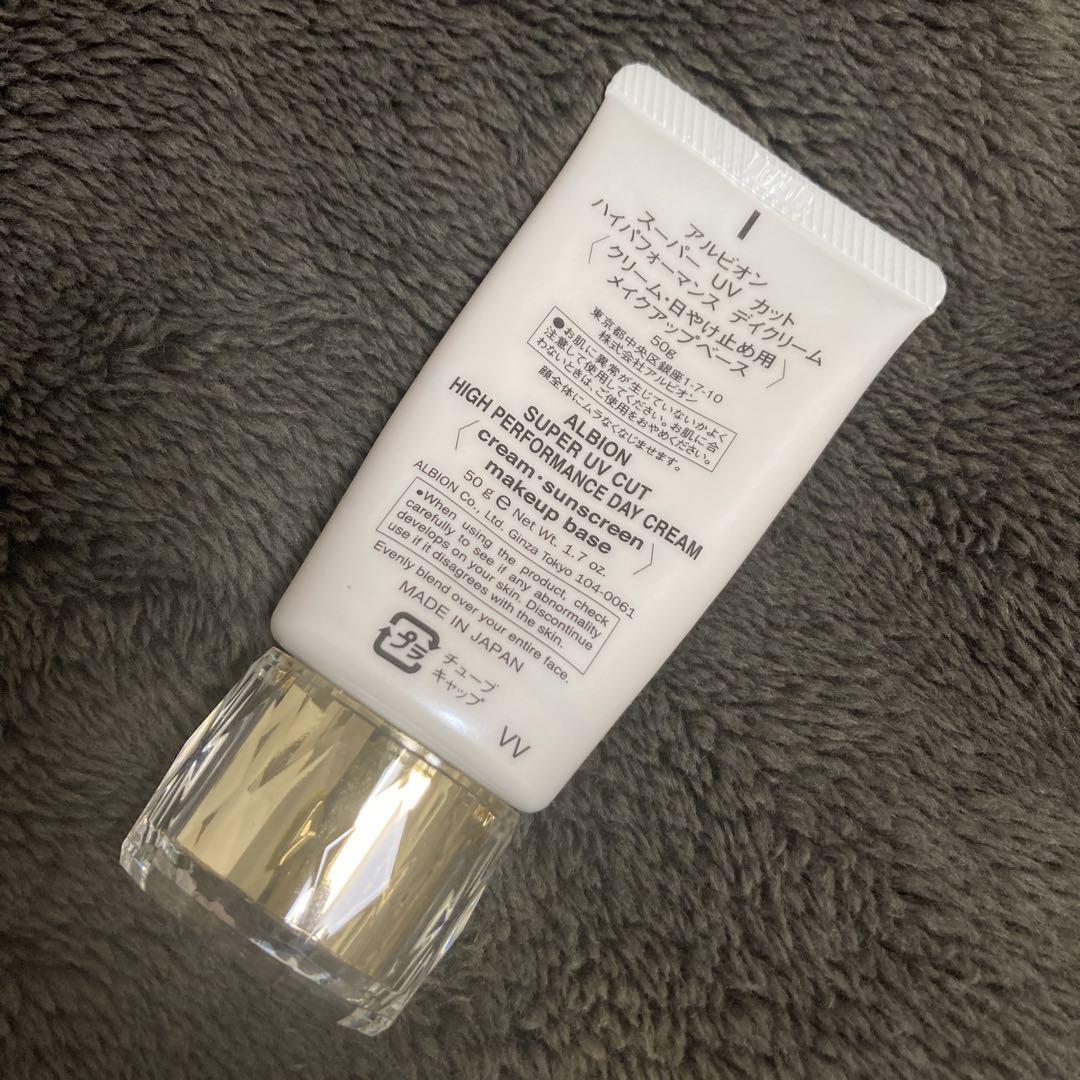 アルビオン
スーパー UV カット
ハイパフォーマンス デイクリーム
〈クリーム・日やけ止め用
メイクアップベース〉
50g
東京都中央区銀座1-7-10
株式会社アルビオン
●お肌に異常が生じていないかよく
注意して使用してください。お肌に合
わないときは、ご使用をおやめください。
顔全体にムラなくなじませます。
ALBION
SUPER UV CUT
HIGH PERFORMANCE DAY CREAM
〈cream・sunscreen
makeup base〉
50 g ℮ Net Wt. 1.7 oz.
ALBION Co., Ltd. Ginza Tokyo 104-0061
●When using the product, check
carefully to see if any abnormality
develops on your skin. Discontinue
use if it disagrees with the skin.
Evenly blend over your entire face.
MADE IN JAPAN
プラ
チューブ
キャップ
VV